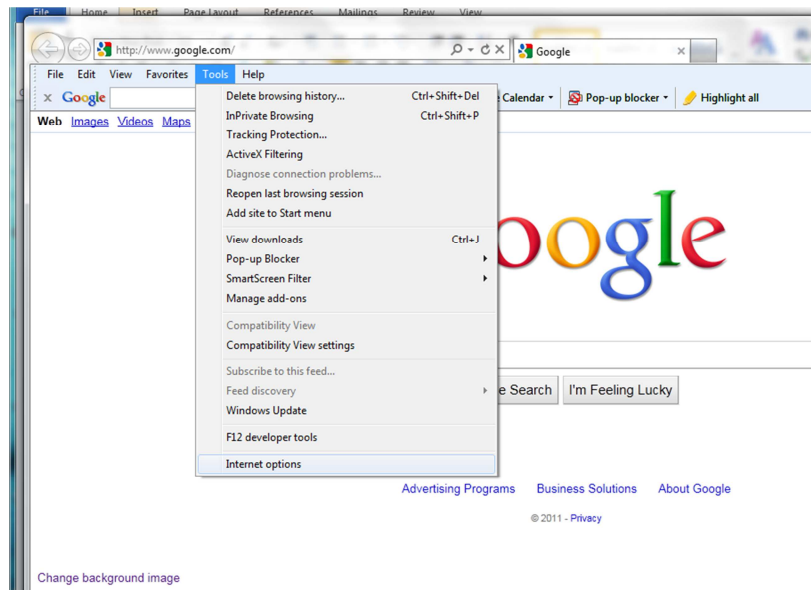 File Home Insert Page Layout References Mailings Review View
http://www.google.com/ Google
File Edit View Favorites Tools Help
x Google Calendar Pop-up blocker Highlight all
Web Images Videos Maps
Delete browsing history... Ctrl+Shift+Del
InPrivate Browsing Ctrl+Shift+P
Tracking Protection...
ActiveX Filtering
Diagnose connection problems...
Reopen last browsing session
Add site to Start menu
View downloads Ctrl+J
Pop-up Blocker
SmartScreen Filter
Manage add-ons
oogle
Compatibility View
Compatibility View settings
Subscribe to this feed...
Feed discovery
Windows Update
e Search I'm Feeling Lucky
F12 developer tools
Internet options
Advertising Programs Business Solutions About Google
© 2011 - Privacy
Change background image